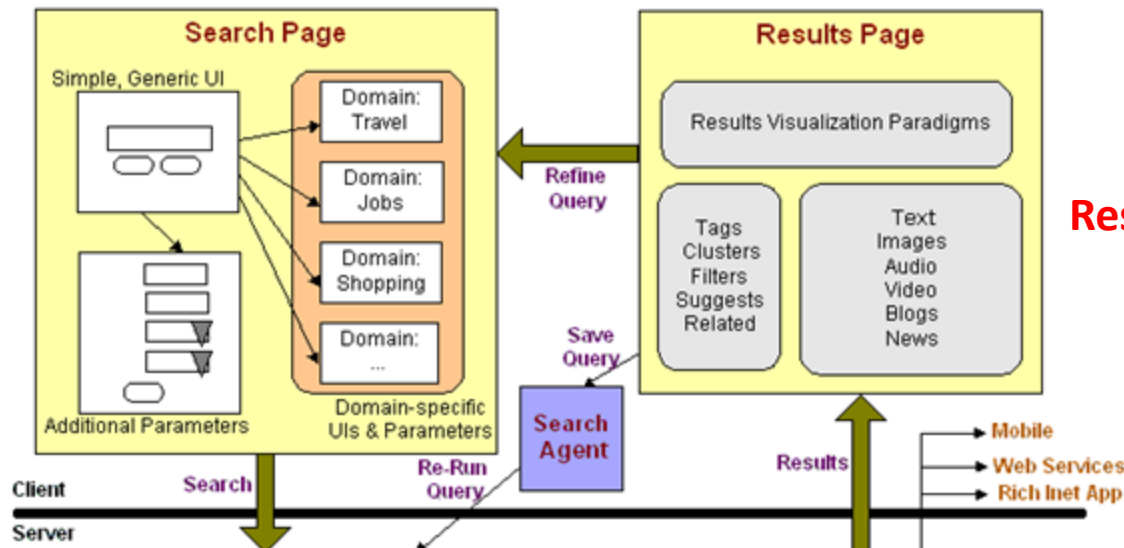 Search Page
Simple, Generic UI
Domain:
Travel
Domain:
Jobs
Domain:
Shopping
Domain:
...
Additional Parameters
Domain-specific
UIs & Parameters
Results Page
Results Visualization Paradigms
Tags
Clusters
Filters
Suggests
Related
Text
Images
Audio
Video
Blogs
News
Refine
Query
Save
Query
Search
Agent
Re-Run
Query
Search
Results
Mobile
Web Services
Rich Inet App
Client
Server